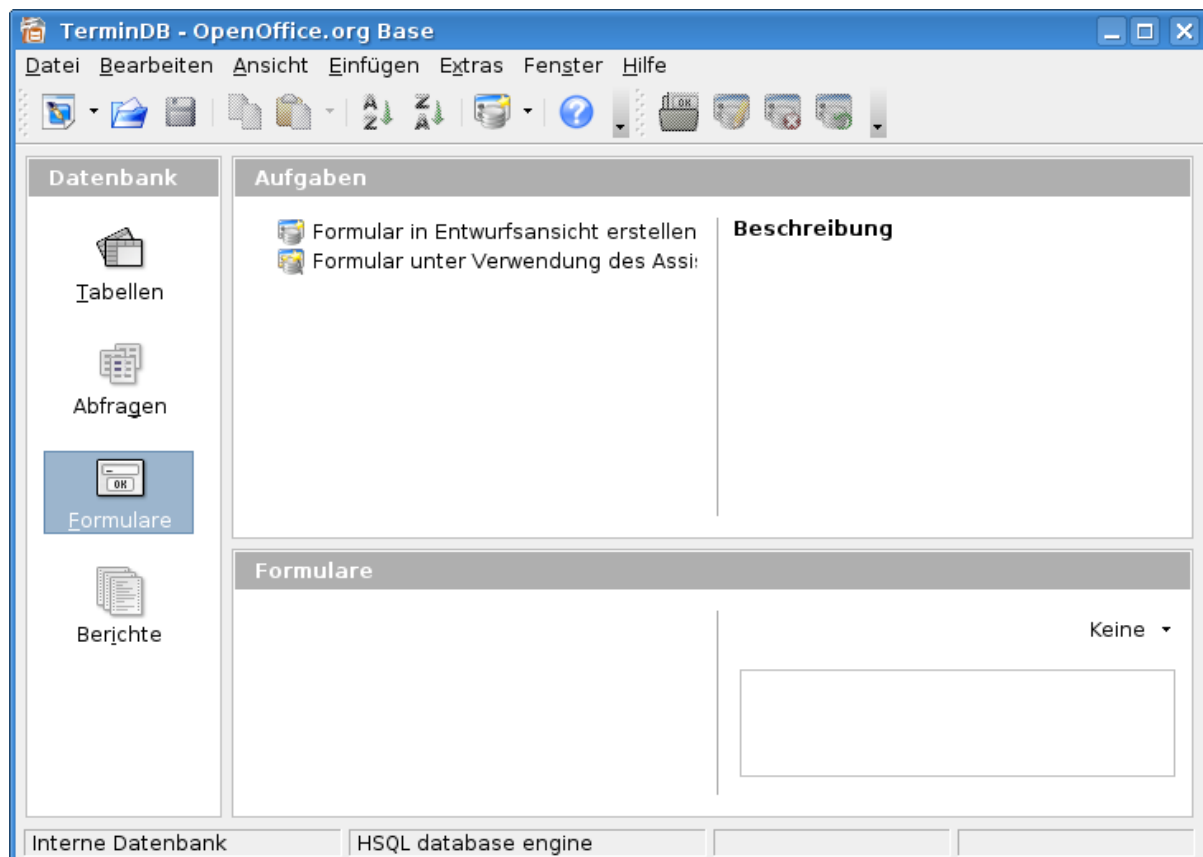 TerminDB - OpenOffice.org Base
Datei Bearbeiten Ansicht Einfügen Extras Fenster Hilfe
Datenbank
Tabellen
Abfragen
Formulare
Berichte
Aufgaben
Formular in Entwurfsansicht erstellen
Formular unter Verwendung des
Beschreibung
Formulare
Keine
Interne Datenbank
HSQL database engine